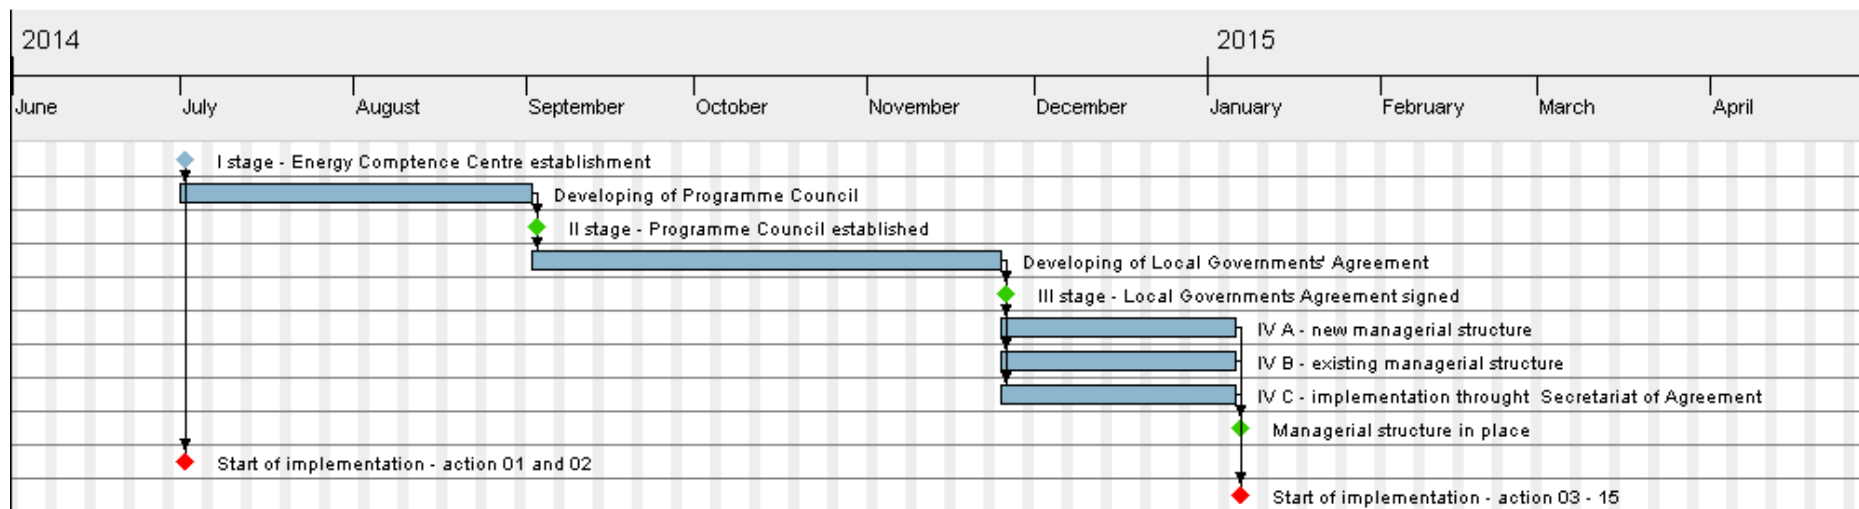 2014 2015
June July August September October November December January February March April
I stage - Energy Comptence Centre establishment
Developing of Programme Council
II stage - Programme Council established
Developing of Local Governments' Agreement
III stage - Local Governments Agreement signed
IV A - new managerial structure
IV B - existing managerial structure
IV C - implementation throught Secretariat of Agreement
Managerial structure in place
Start of implementation - action 01 and 02
Start of implementation - action 03 - 15